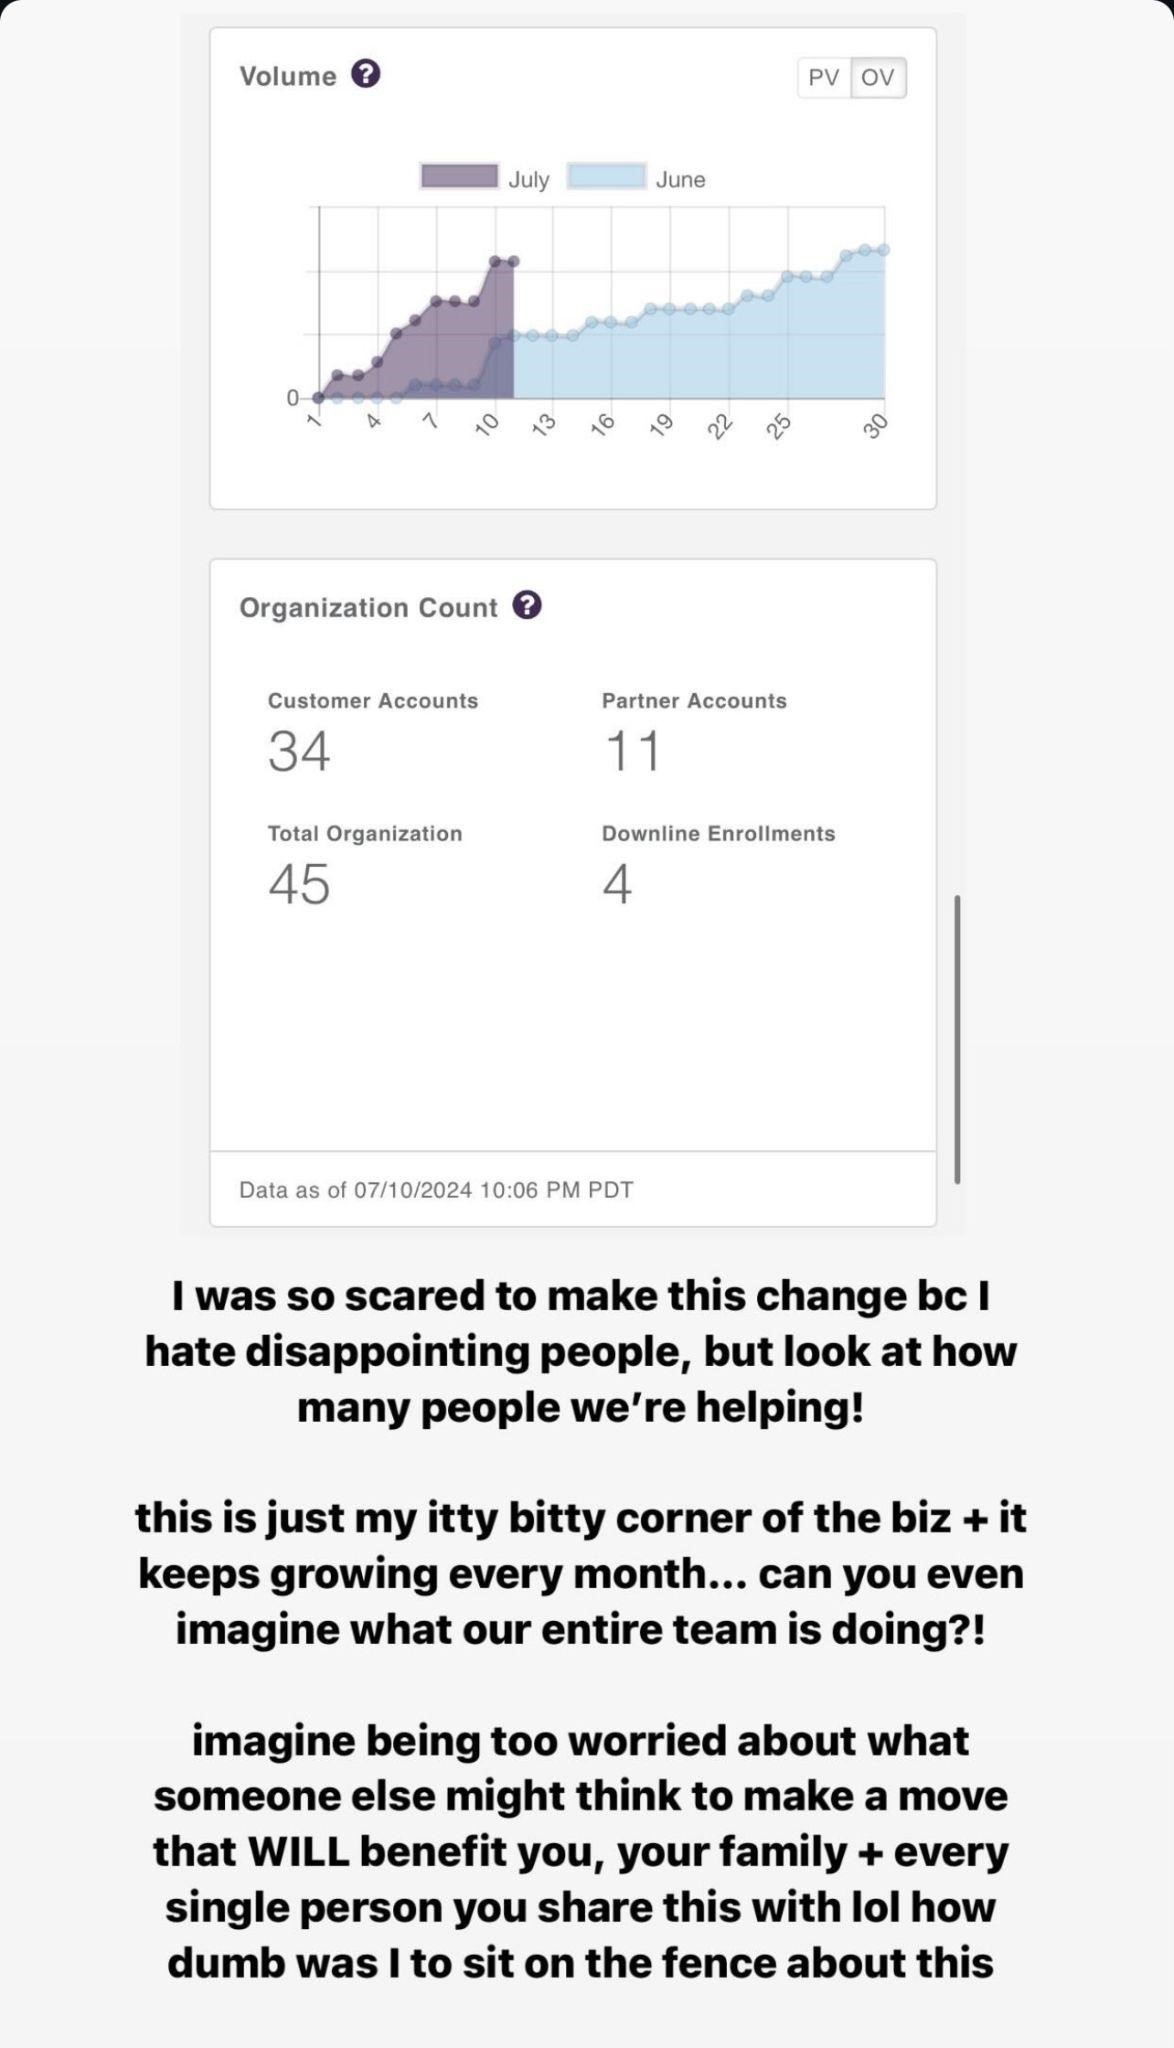 Volume ?
PV OV
July June
0
1 4 7 10 13 16 19 22 25 30
Organization Count ?
Customer Accounts Partner Accounts
34 11
Total Organization Downline Enrollments
45 4
Data as of 07/10/2024 10:06 PM PDT
I was so scared to make this change bc I
hate disappointing people, but look at how
many people we’re helping!
this is just my itty bitty corner of the biz + it
keeps growing every month... can you even
imagine what our entire team is doing?!
imagine being too worried about what
someone else might think to make a move
that WILL benefit you, your family + every
single person you share this with lol how
dumb was I to sit on the fence about this